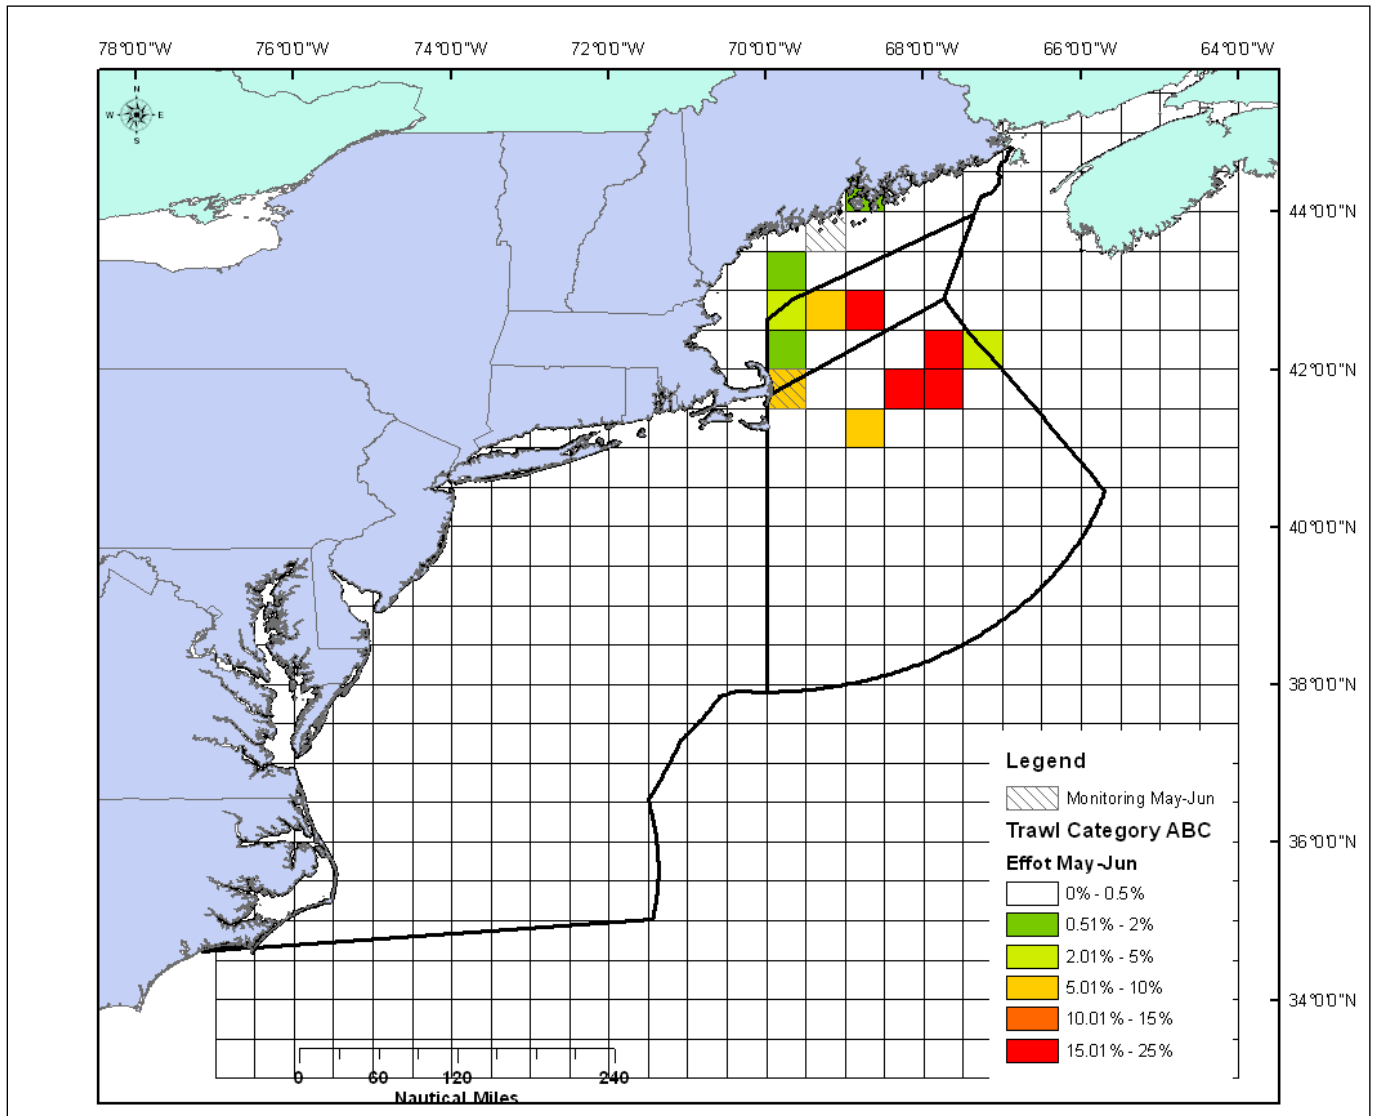 78°0'0"W 76°0'0"W 74°0'0"W 72°0'0"W 70°0'0"W 68°0'0"W 66°0'0"W 64°0'0"W
N
W E
S
44°0'0"N
42°0'0"N
40°0'0"N
38°0'0"N
36°0'0"N
34°0'0"N
Legend
Monitoring May-Jun
Trawl Category ABC
Effot May-Jun
0% - 0.5%
0.51% - 2%
2.01% - 5%
5.01% - 10%
10.01% - 15%
15.01% - 25%
0 60 120 240
Nautical Miles